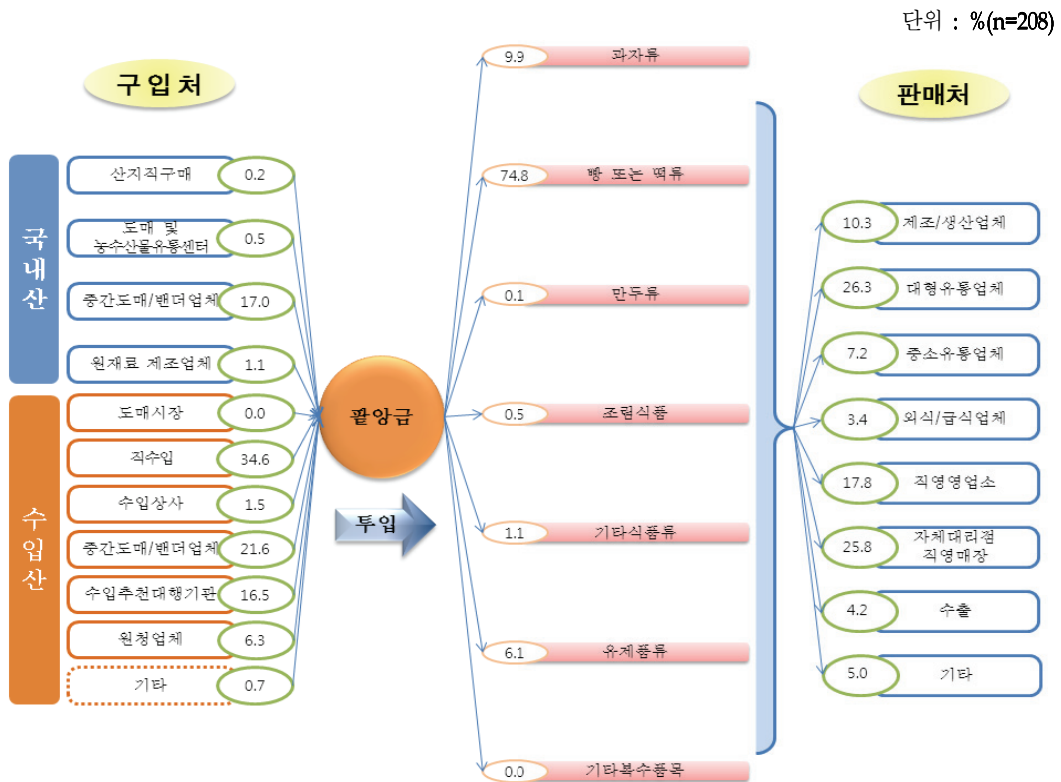 단위 : %(n=208)
구입처
국내산
산지직구매 0.2
도매 및
농수산물유통센터 0.5
중간도매/밴더업체 17.0
원재료 제조업체 1.1
수입산
도매시장 0.0
직수입 34.6
수입상사 1.5
중간도매/밴더업체 21.6
수입추천대행기관 16.5
원청업체 6.3
기타 0.7
팥앙금
투입
9.9 과자류
74.8 빵 또는 떡류
0.1 만두류
0.5 조림식품
1.1 기타식품류
6.1 유제품류
0.0 기타복수품목
판매처
10.3 제조/생산업체
26.3 대형유통업체
7.2 중소유통업체
3.4 외식/급식업체
17.8 직영영업소
25.8 자체대리점
직영매장
4.2 수출
5.0 기타